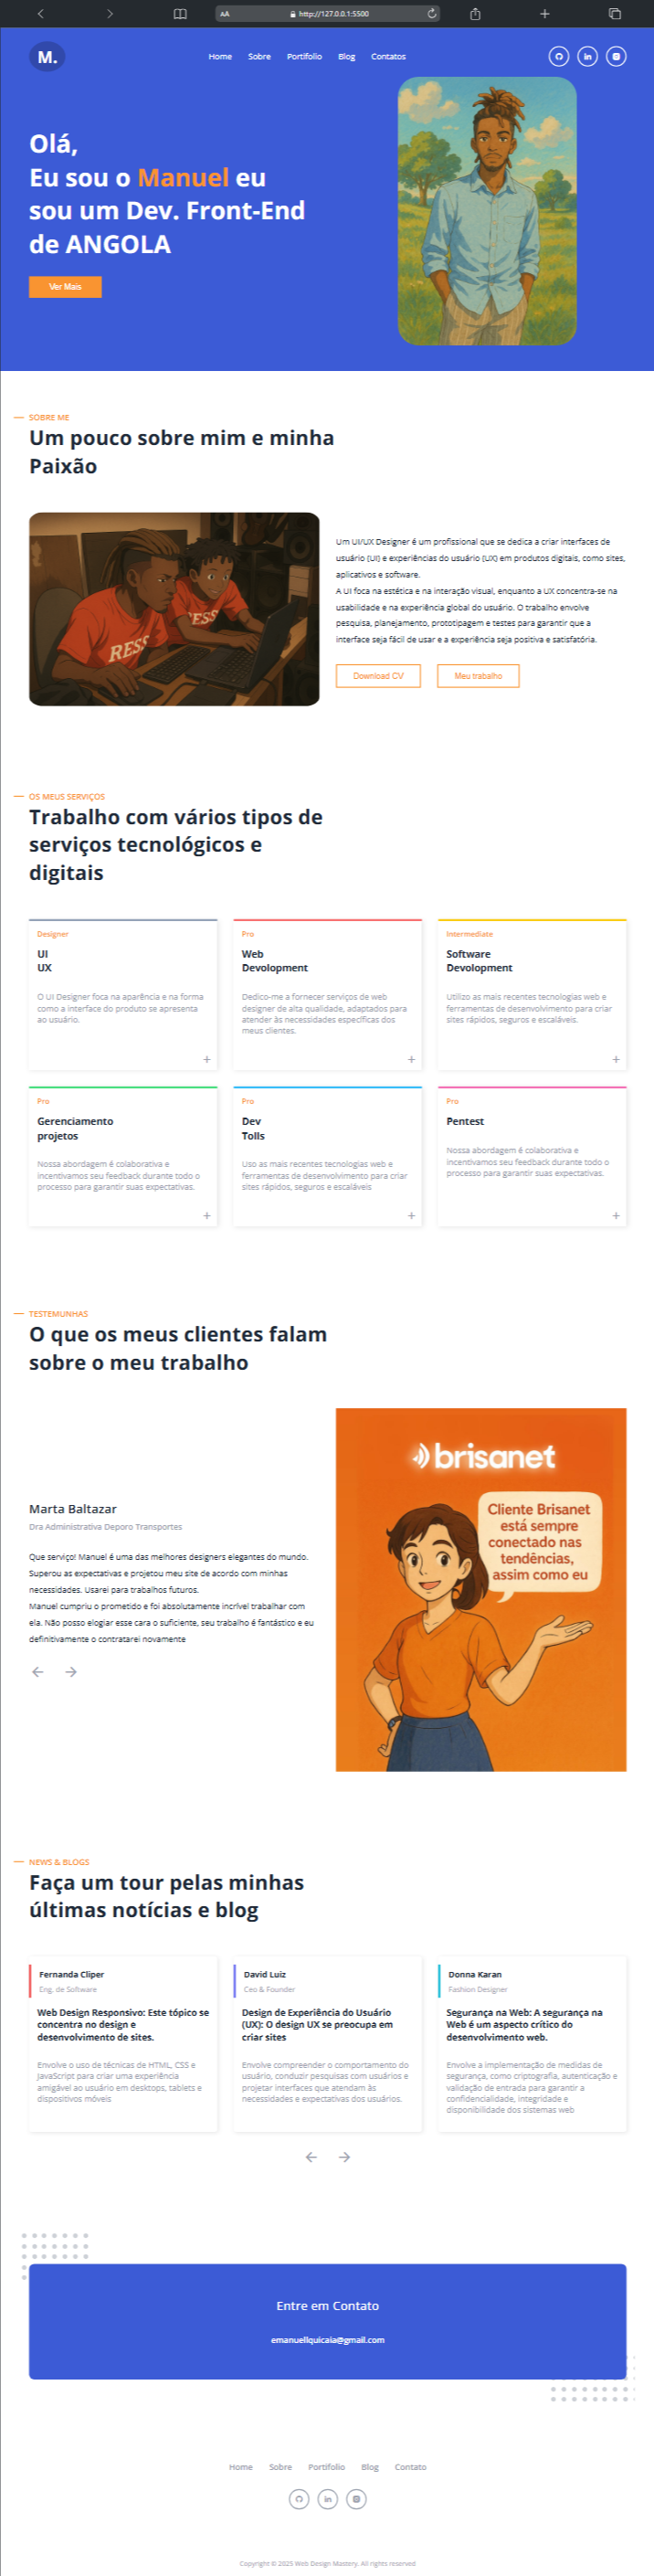 AA http://127.0.0.1:5500
M. Home Sobre Portifolio Blog Contatos
Olá,
Eu sou o Manuel eu
sou um Dev. Front-End
de ANGOLA
Ver Mais
SOBRE ME
Um pouco sobre mim e minha
Paixão
RESS
RESS
Um UI/UX Designer é um profissional que se dedica a criar interfaces de
usuário (UI) e experiências do usuário (UX) em produtos digitais, como sites,
aplicativos e software.
A UI foca na estética e na interação visual, enquanto a UX concentra-se na
usabilidade e na experiência global do usuário. O trabalho envolve
pesquisa, planejamento, prototipagem e testes para garantir que a
interface seja fácil de usar e a experiência seja positiva e satisfatória.
Download CV Meu trabalho
OS MEUS SERVIÇOS
Trabalho com vários tipos de
serviços tecnológicos e
digitais
Designer
UI
UX
O UI Designer foca na aparência e na forma
como a interface do produto se apresenta
ao usuário.
+
Pro
Web
Devolopment
Dedico-me a fornecer serviços de web
designer de alta qualidade, adaptados para
atender às necessidades específicas dos
meus clientes.
+
Intermediate
Software
Devolopment
Utilizo as mais recentes tecnologias web e
ferramentas de desenvolvimento para criar
sites rápidos, seguros e escaláveis.
+
Pro
Gerenciamento
projetos
Nossa abordagem é colaborativa e
incentivamos seu feedback durante todo o
processo para garantir suas expectativas.
+
Pro
Dev
Tolls
Uso as mais recentes tecnologias web e
ferramentas de desenvolvimento para criar
sites rápidos, seguros e escaláveis
+
Pro
Pentest
Nossa abordagem é colaborativa e
incentivamos seu feedback durante todo o
processo para garantir suas expectativas.
+
TESTEMUNHAS
O que os meus clientes falam
sobre o meu trabalho
Marta Baltazar
Dra Administrativa Deporo Transportes
Que serviço! Manuel é uma das melhores designers elegantes do mundo.
Superou as expectativas e projetou meu site de acordo com minhas
necessidades. Usarei para trabalhos futuros.
Manuel cumpriu o prometido e foi absolutamente incrível trabalhar com
ela. Não posso elogiar esse cara o suficiente, seu trabalho é fantástico e eu
definitivamente o contratarei novamente
brisanet
Cliente Brisanet
está sempre
conectado nas
tendências,
assim como eu
NEWS & BLOGS
Faça um tour pelas minhas
últimas notícias e blog
Fernanda Cliper
Eng. de Software
Web Design Responsivo: Este tópico se
concentra no design e
desenvolvimento de sites.
Envolve o uso de técnicas de HTML, CSS e
JavaScript para criar uma experiência
amigável ao usuário em desktops, tablets e
dispositivos móveis
David Luiz
Ceo & Founder
Design de Experiência do Usuário
(UX): O design UX se preocupa em
criar sites
Envolve compreender o comportamento do
usuário, conduzir pesquisas com usuários e
projetar interfaces que atendam às
necessidades e expectativas dos usuários.
Donna Karan
Fashion Designer
Segurança na Web: A segurança na
Web é um aspecto crítico do
desenvolvimento web.
Envolve a implementação de medidas de
segurança, como criptografia, autenticação e
validação de entrada para garantir a
confidencialidade, integridade e
disponibilidade dos sistemas web
Entre em Contato
emanuellquicaia@gmail.com
Home Sobre Portifolio Blog Contato
Copyright © 2025 Web Design Mastery. All rights reserved